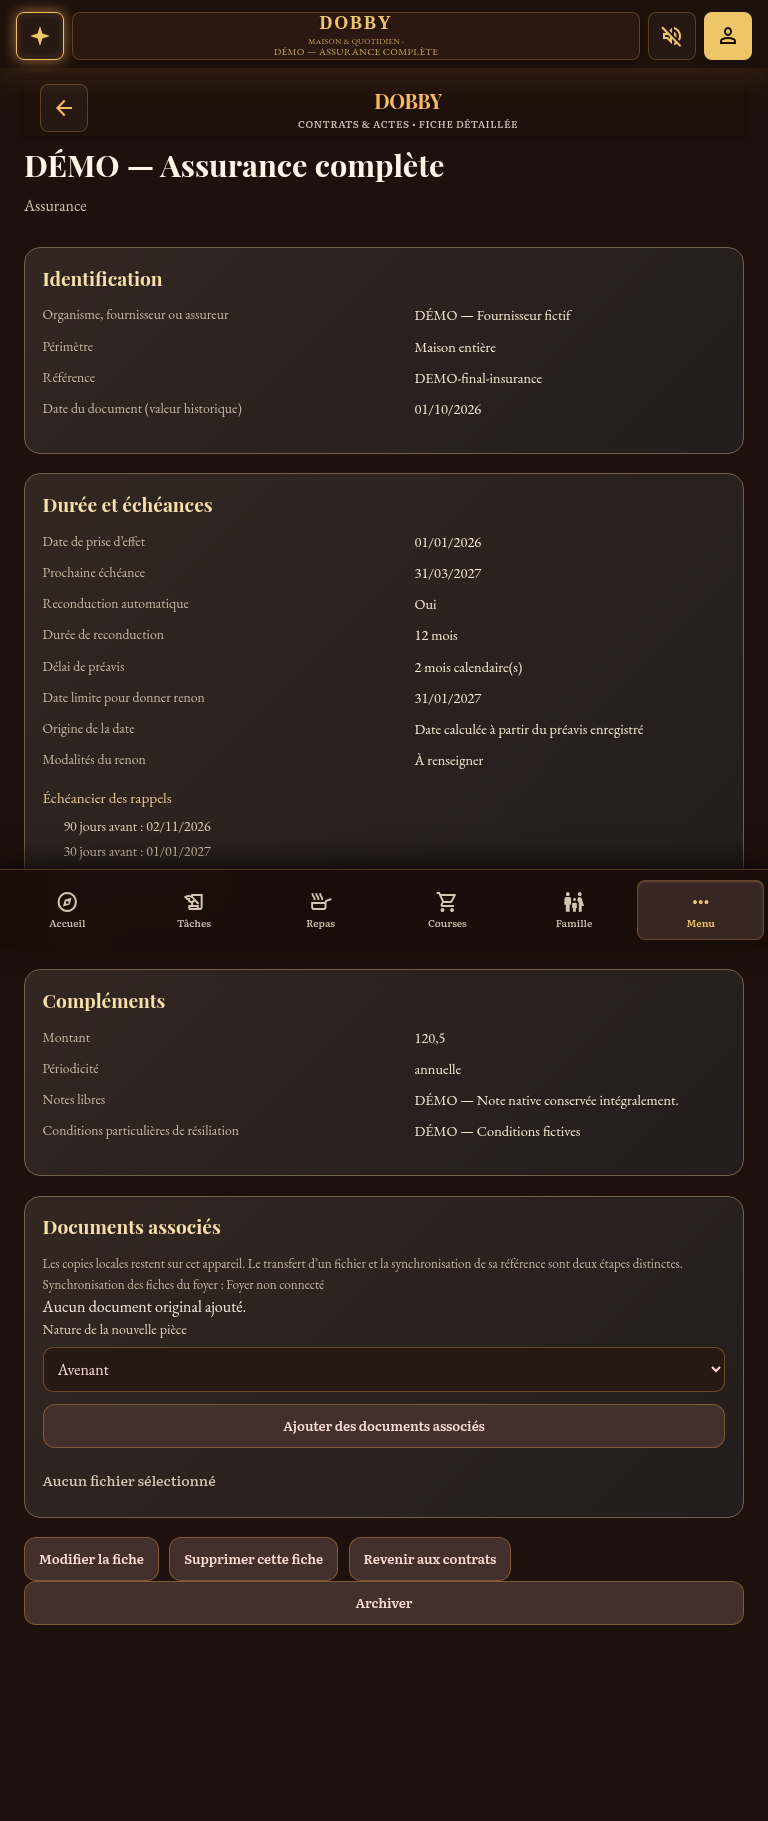 DOBBY
MAISON & QUOTIDIEN ·
DÉMO — ASSURANCE COMPLÈTE
DOBBY
CONTRATS & ACTES • FICHE DÉTAILLÉE
DÉMO — Assurance complète
Assurance
Identification
Organisme, fournisseur ou assureur DÉMO — Fournisseur fictif
Périmètre Maison entière
Référence DEMO-final-insurance
Date du document (valeur historique) 01/10/2026
Durée et échéances
Date de prise d’effet 01/01/2026
Prochaine échéance 31/03/2027
Reconduction automatique Oui
Durée de reconduction 12 mois
Délai de préavis 2 mois calendaire(s)
Date limite pour donner renon 31/01/2027
Origine de la date Date calculée à partir du préavis enregistré
Modalités du renon À renseigner
Échéancier des rappels
90 jours avant : 02/11/2026
30 jours avant : 01/01/2027
Accueil Tâches Repas Courses Famille Menu
Compléments
Montant 120,5
Périodicité annuelle
Notes libres DÉMO — Note native conservée intégralement.
Conditions particulières de résiliation DÉMO — Conditions fictives
Documents associés
Les copies locales restent sur cet appareil. Le transfert d’un fichier et la synchronisation de sa référence sont deux étapes distinctes.
Synchronisation des fiches du foyer : Foyer non connecté
Aucun document original ajouté.
Nature de la nouvelle pièce
Avenant
Ajouter des documents associés
Aucun fichier sélectionné
Modifier la fiche Supprimer cette fiche Revenir aux contrats
Archiver